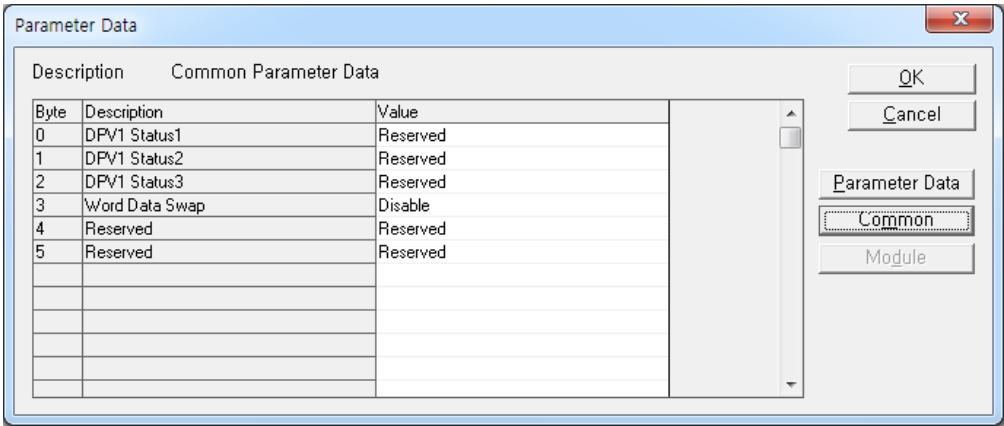 Parameter Data
Description Common Parameter Data
OK
Cancel
Byte Description Value
0 DPV1 Status1 Reserved
1 DPV1 Status2 Reserved
2 DPV1 Status3 Reserved
3 Word Data Swap Disable
4 Reserved Reserved
5 Reserved Reserved
Parameter Data
Common
Module